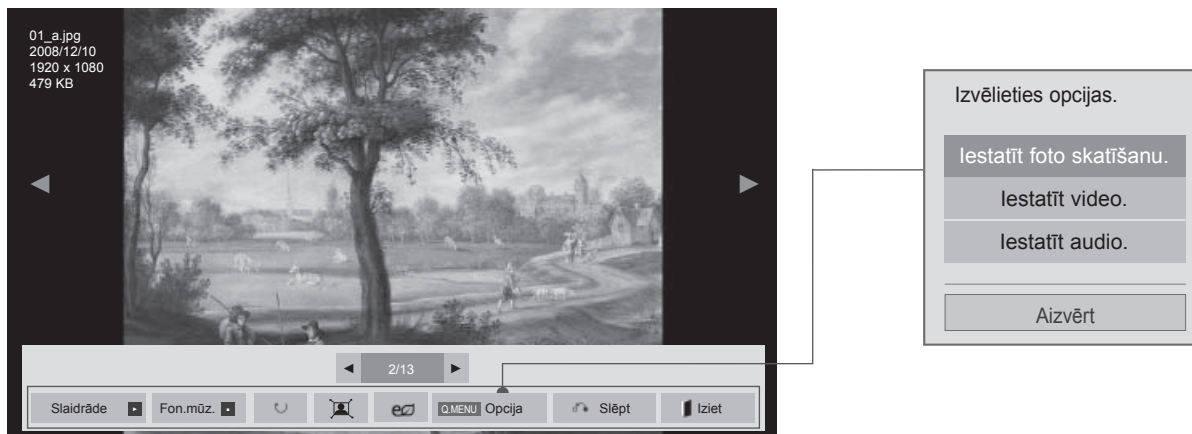 01_a.jpg
2008/12/10
1920 x 1080
479 KB
2/13
Slaidrāde
Fon.mūz.
Q.MENU Opcija
Slēpt
Iziet
Izvēlieties opcijas.
Iestatīt foto skatīšanu.
Iestatīt video.
Iestatīt audio.
Aizvērt